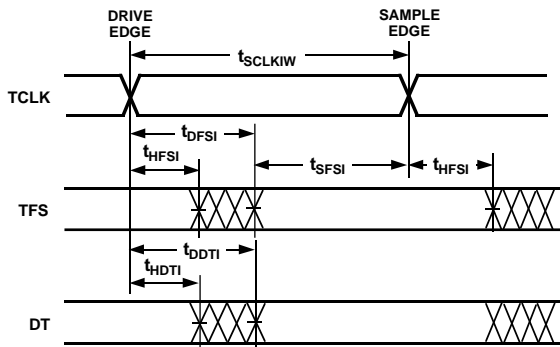 DRIVE
EDGE
SAMPLE
EDGE
tSCLKIW
TCLK
tDFSI
tHFSI
tSFSI
tHFSI
TFS
tDDTI
tHDTI
DT